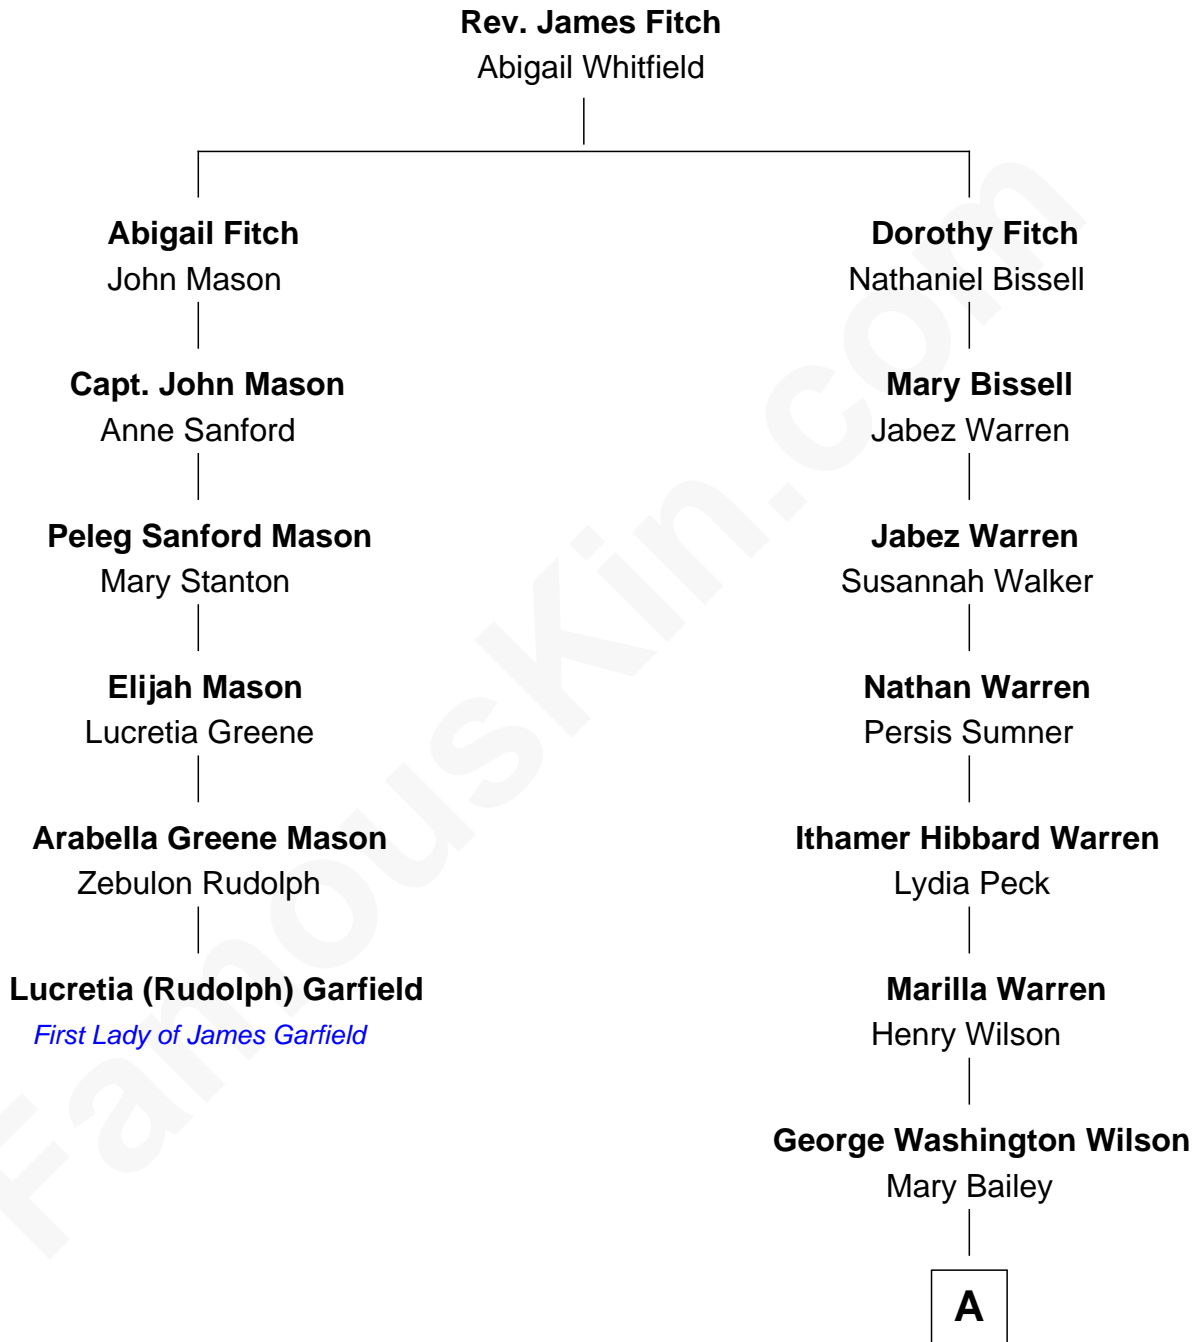 Rev. James Fitch
Abigail Whitfield
Abigail Fitch
John Mason
Dorothy Fitch
Nathaniel Bissell
Capt. John Mason
Anne Sanford
Mary Bissell
Jabez Warren
Peleg Sanford Mason
Mary Stanton
Jabez Warren
Susannah Walker
Elijah Mason
Lucretia Greene
Nathan Warren
Persis Sumner
Arabella Greene Mason
Zebulon Rudolph
Ithamer Hibbard Warren
Lydia Peck
Lucretia (Rudolph) Garfield
First Lady of James Garfield
Marilla Warren
Henry Wilson
George Washington Wilson
Mary Bailey
A
FamousKin.com